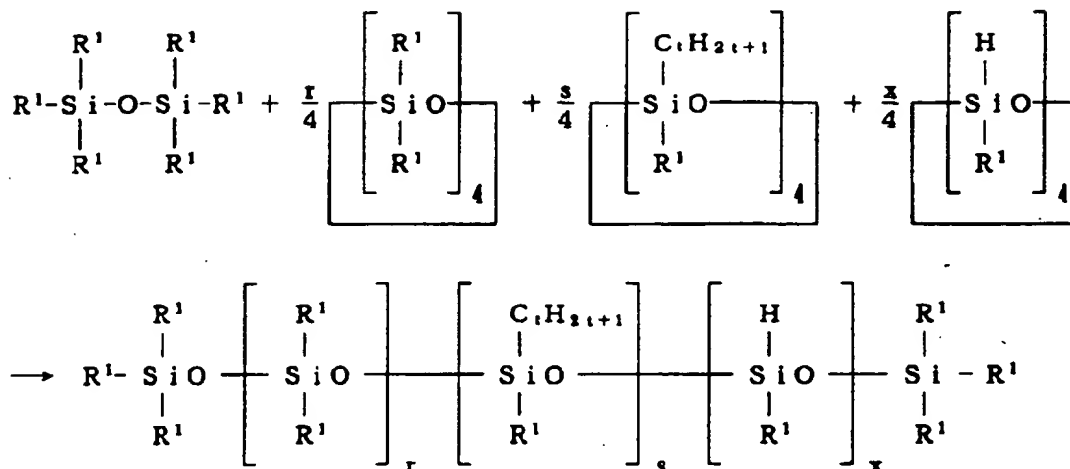 R¹ R¹ R¹ CₜH₂ₜ₊₁ H
R¹-Si-O-Si-R¹ + r/4 [SiO]₄ + s/4 [SiO]₄ + x/4 [SiO]₄
R¹ R¹ R¹ R¹ R¹
R¹ R¹ CₜH₂ₜ₊₁ H R¹
→ R¹-SiO-[SiO]ᵣ-[SiO]ₛ-[SiO]ₓ-Si-R¹
R¹ R¹ R¹ R¹ R¹